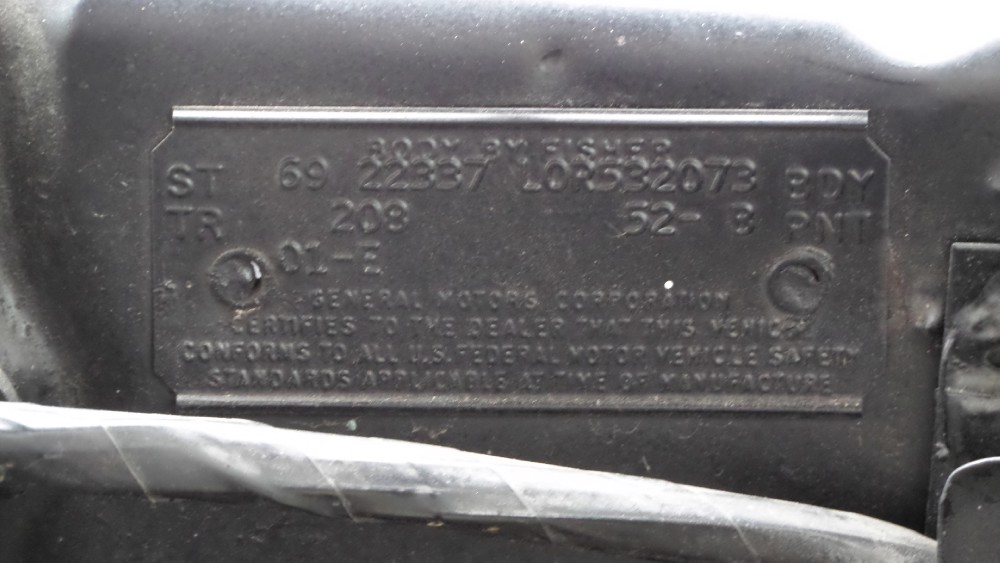 BODY BY FISHER
ST 69 22337 LOR532073 BDY
TR 208 52- B PNT
01-E
GENERAL MOTORS CORPORATION
CERTIFIES TO THE DEALER THAT THIS VEHICLE
CONFORMS TO ALL U.S. FEDERAL MOTOR VEHICLE SAFETY
STANDARDS APPLICABLE AT TIME OF MANUFACTURE